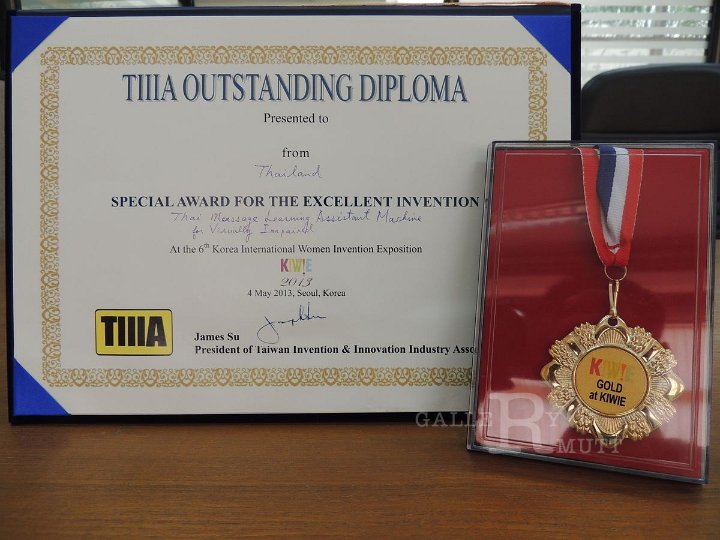 TIIIA OUTSTANDING DIPLOMA
Presented to
from
Thailand
SPECIAL AWARD FOR THE EXCELLENT INVENTION
Thai Massage Learning Assistant Machine
for Visually Impaired
At the 6th Korea International Women Invention Exposition
KIW!E
2013
4 May 2013, Seoul, Korea
TIIIA
James Su
President of Taiwan Invention & Innovation Industry Asso
KIW!E
GOLD
at KIWIE
GALLERY
RMUTT